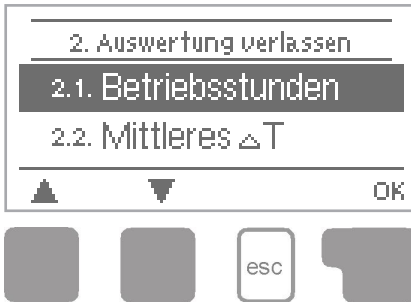 2. Auswertung verlassen
2.1. Betriebsstunden
2.2. Mittleres △T
▲ ▼ OK
esc